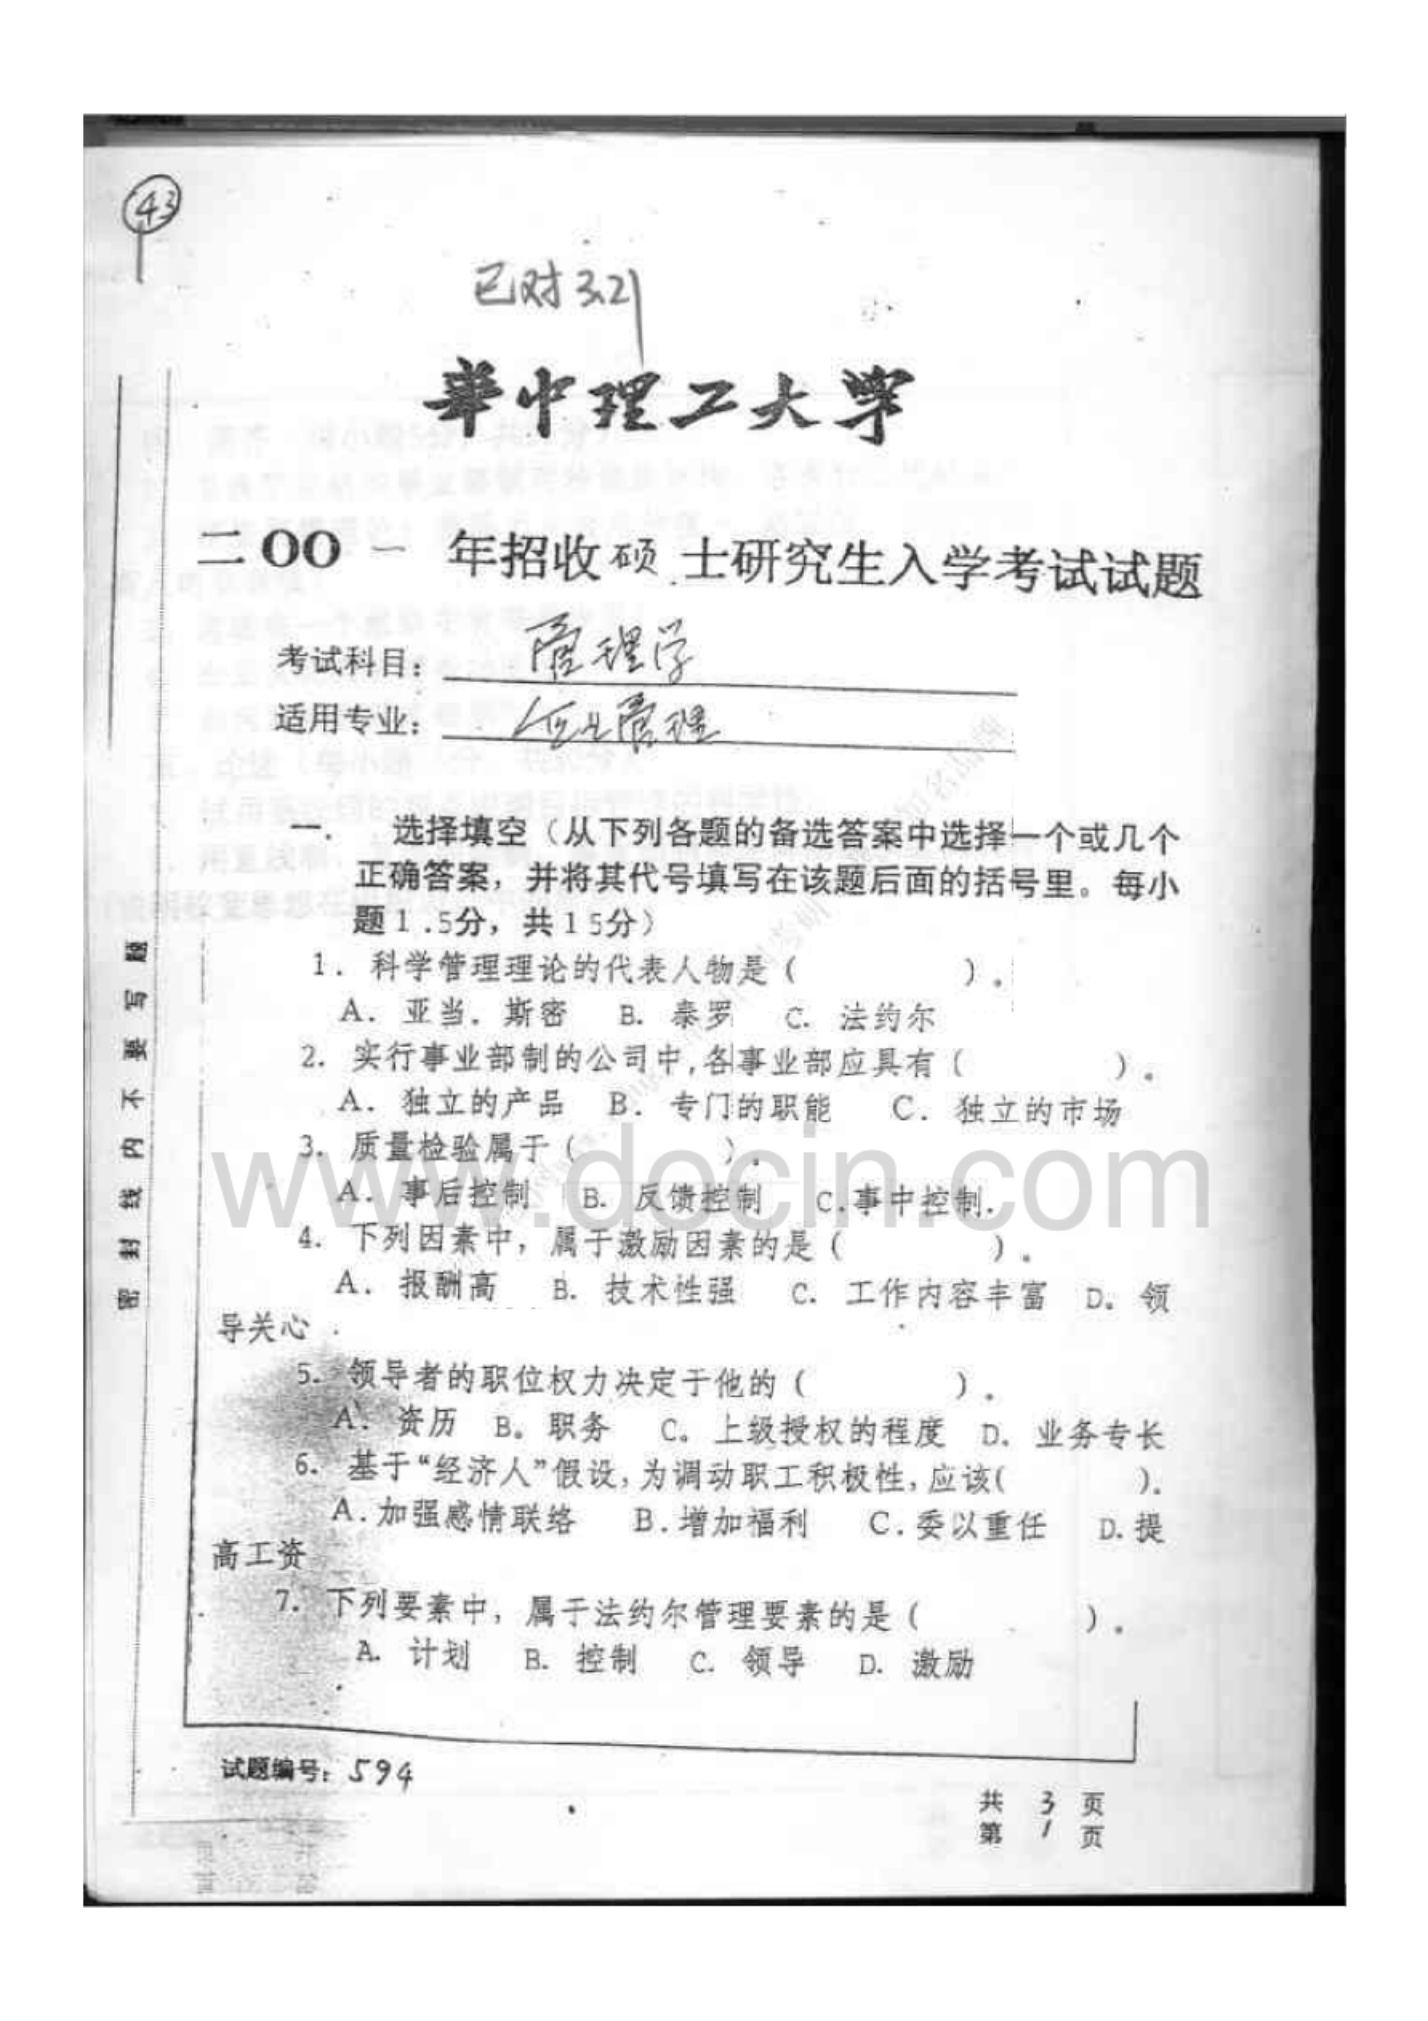 43
已对 3.21
华中理工大学
二〇〇一 年招收硕士研究生入学考试试题
考试科目: 管理学
适用专业: 卫生管理
一. 选择填空（从下列各题的备选答案中选择一个或几个
正确答案，并将其代号填写在该题后面的括号里。每小
题1.5分，共15分）
1. 科学管理理论的代表人物是（ ）。
A. 亚当.斯密 B. 泰罗 C. 法约尔
2. 实行事业部制的公司中,各事业部应具有（ ）。
A. 独立的产品 B. 专门的职能 C. 独立的市场
3. 质量检验属于（ ）。
A. 事后控制 B. 反馈控制 C.事中控制.
4. 下列因素中，属于激励因素的是（ ）。
A. 报酬高 B. 技术性强 C. 工作内容丰富 D。领
导关心
5. 领导者的职位权力决定于他的（ ）。
A. 资历 B。职务 C。上级授权的程度 D. 业务专长
6. 基于“经济人”假设,为调动职工积极性,应该( )。
A.加强感情联络 B.增加福利 C.委以重任 D.提
高工资
7. 下列要素中，属于法约尔管理要素的是（ ）。
A. 计划 B. 控制 C. 领导 D. 激励
试题编号: 594
共 3 页
第 1 页
密封线内不要写题
www.docin.com